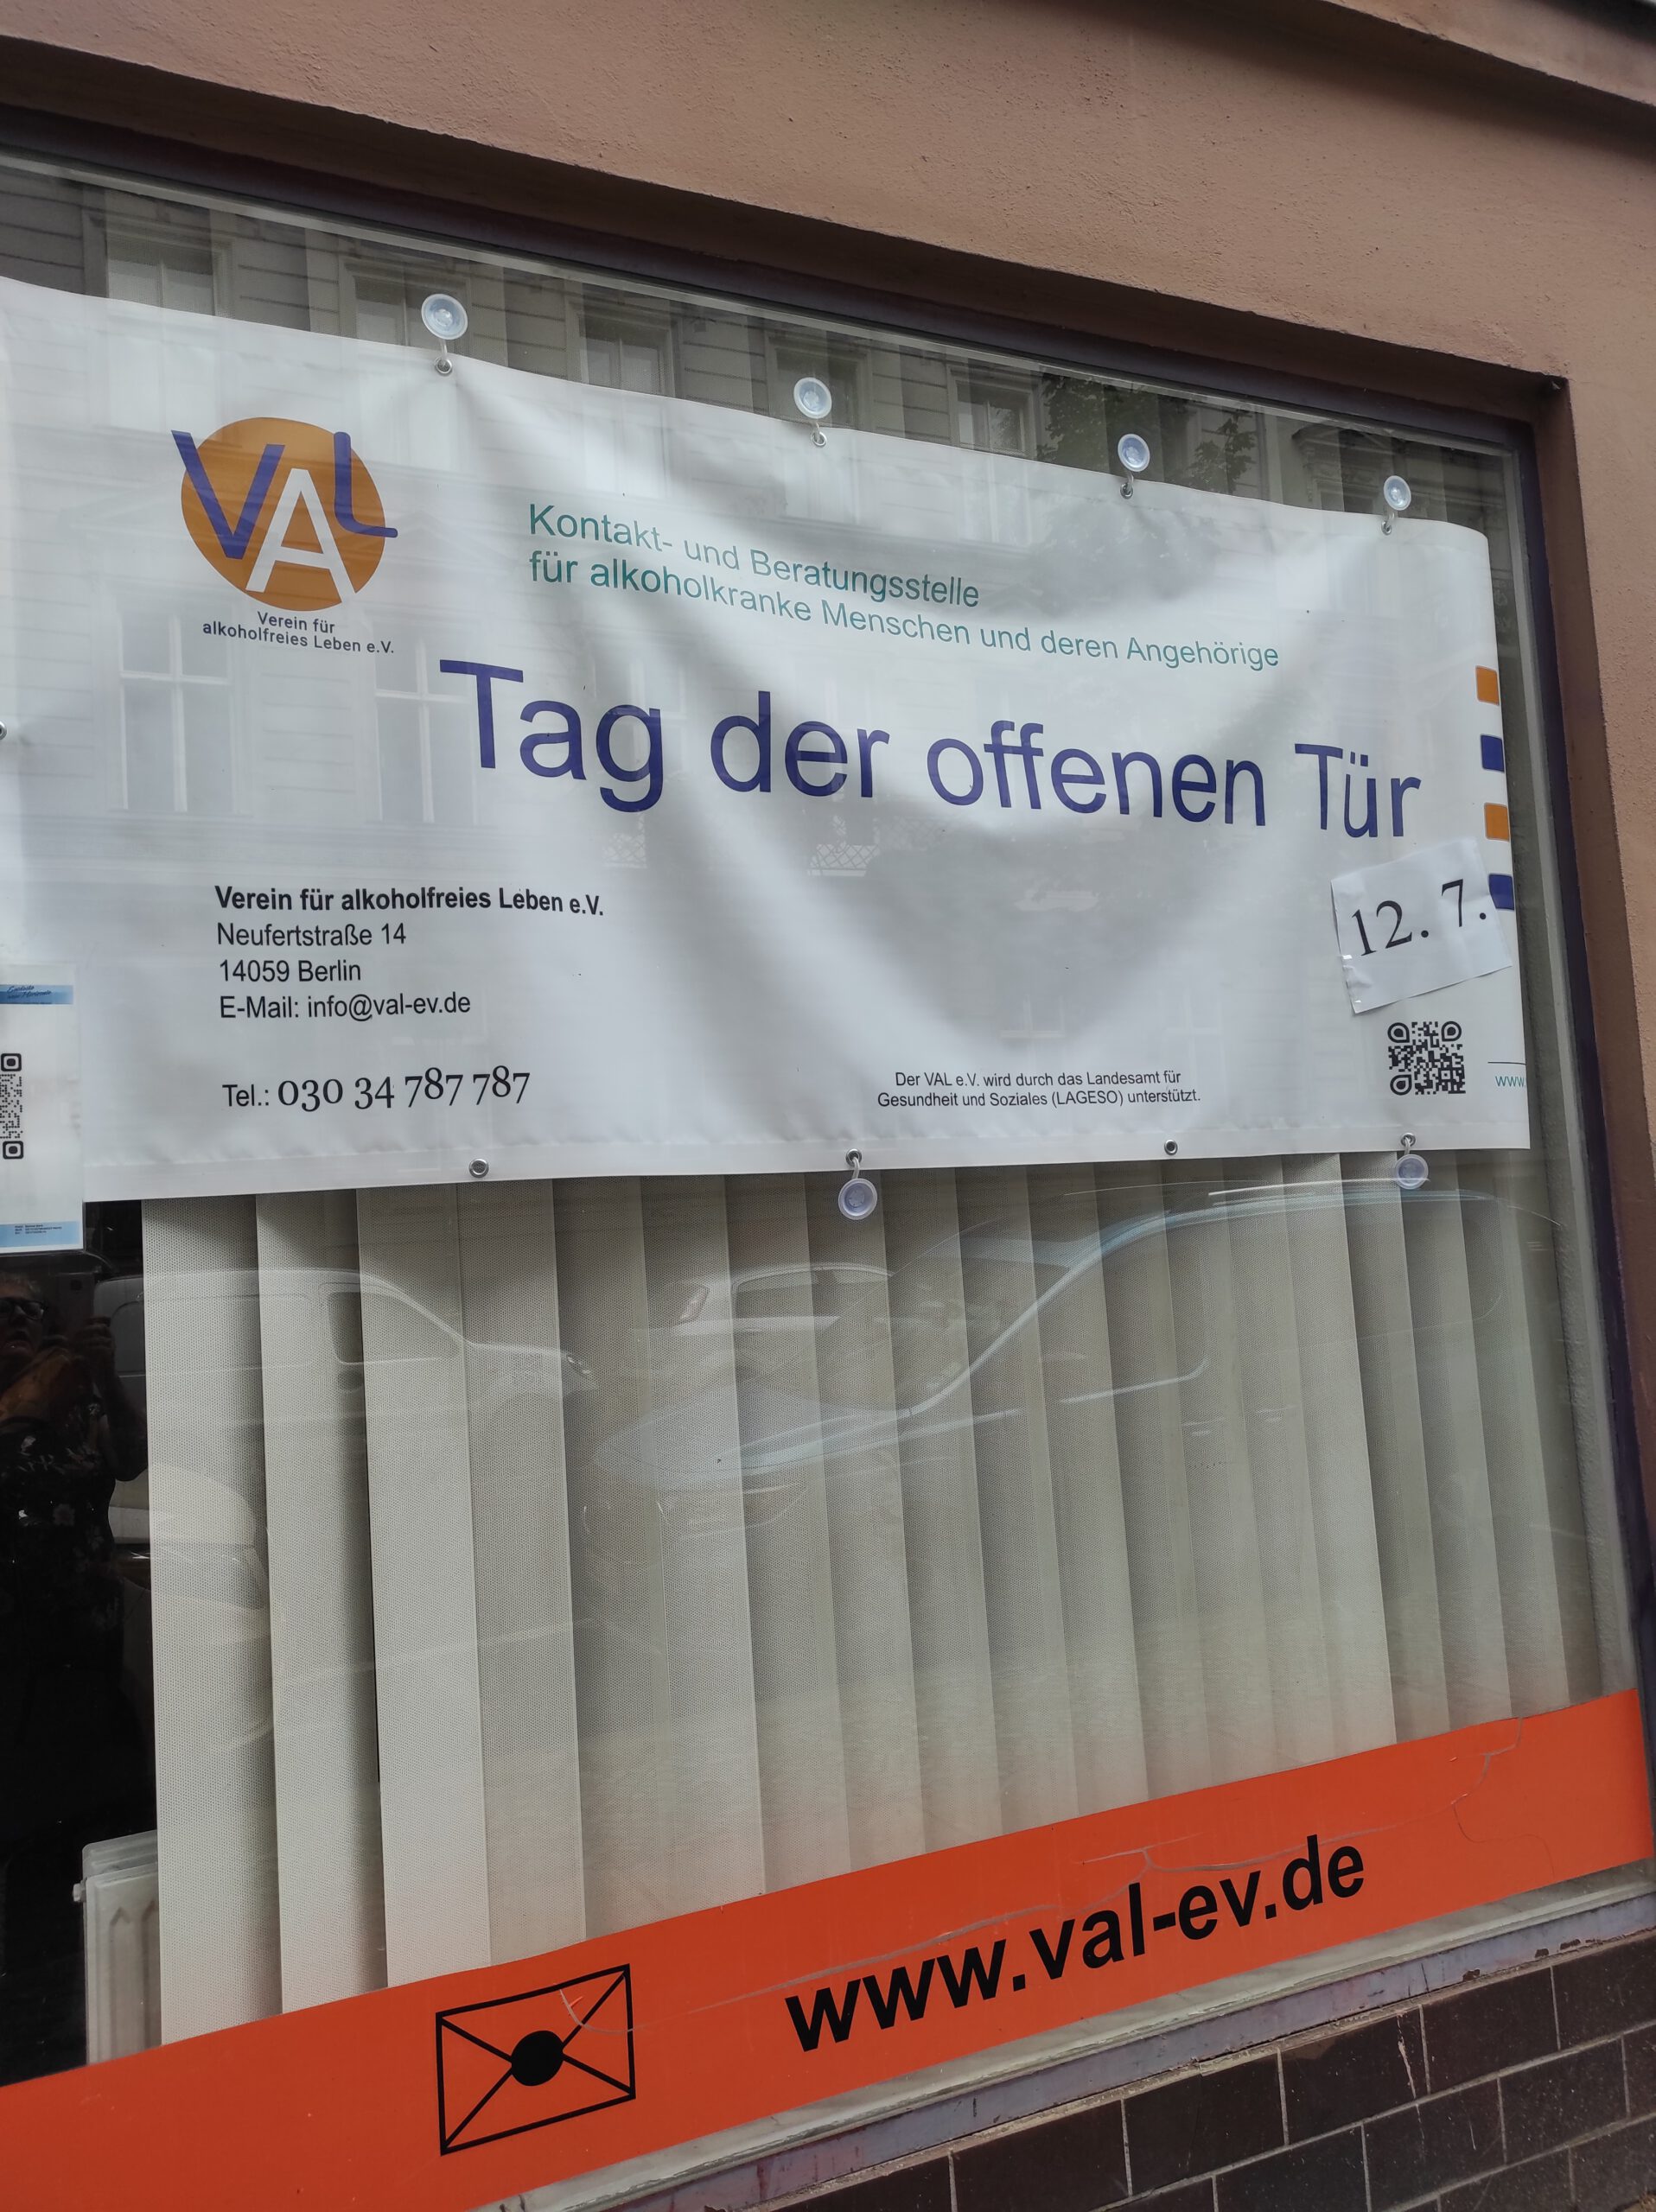 VAL
Verein für
alkoholfreies Leben e.V.
Kontakt- und Beratungsstelle
für alkoholkranke Menschen und deren Angehörige
Tag der offenen Tür
12. 7.
Verein für alkoholfreies Leben e.V.
Neufertstraße 14
14059 Berlin
E-Mail: info@val-ev.de
Tel.: 030 34 787 787
Der VAL e.V. wird durch das Landesamt für
Gesundheit und Soziales (LAGESO) unterstützt.
www.
www.val-ev.de